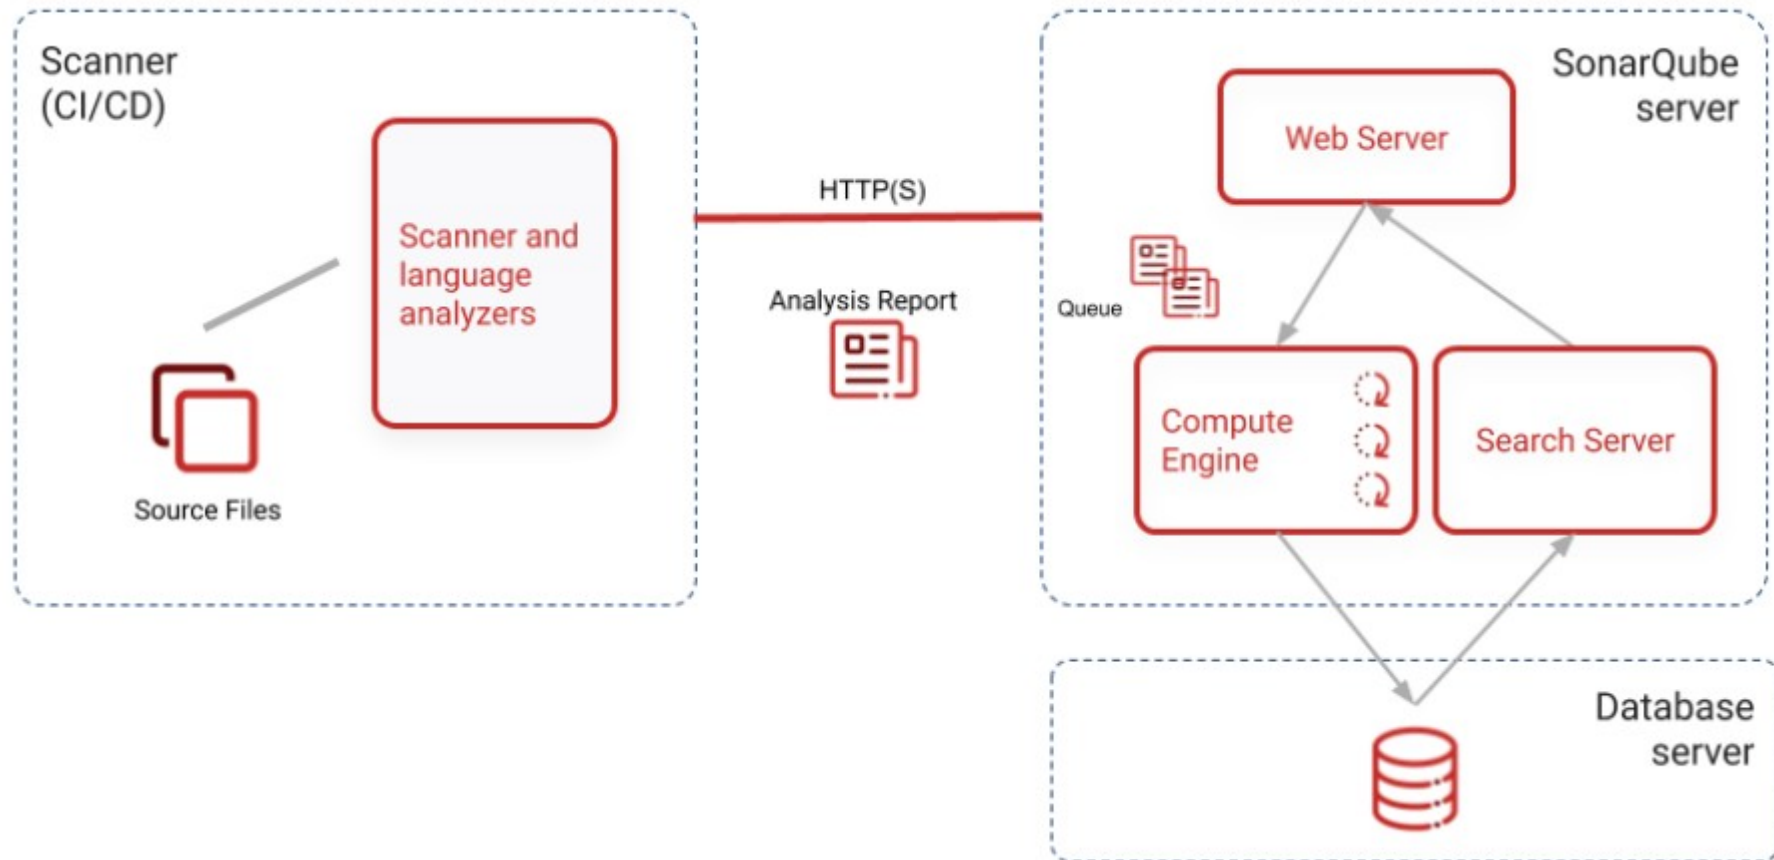 Scanner
(CI/CD)
Scanner and
language
analyzers
Source Files
HTTP(S)
Analysis Report
SonarQube
server
Web Server
Queue
Compute
Engine
Search Server
Database
server